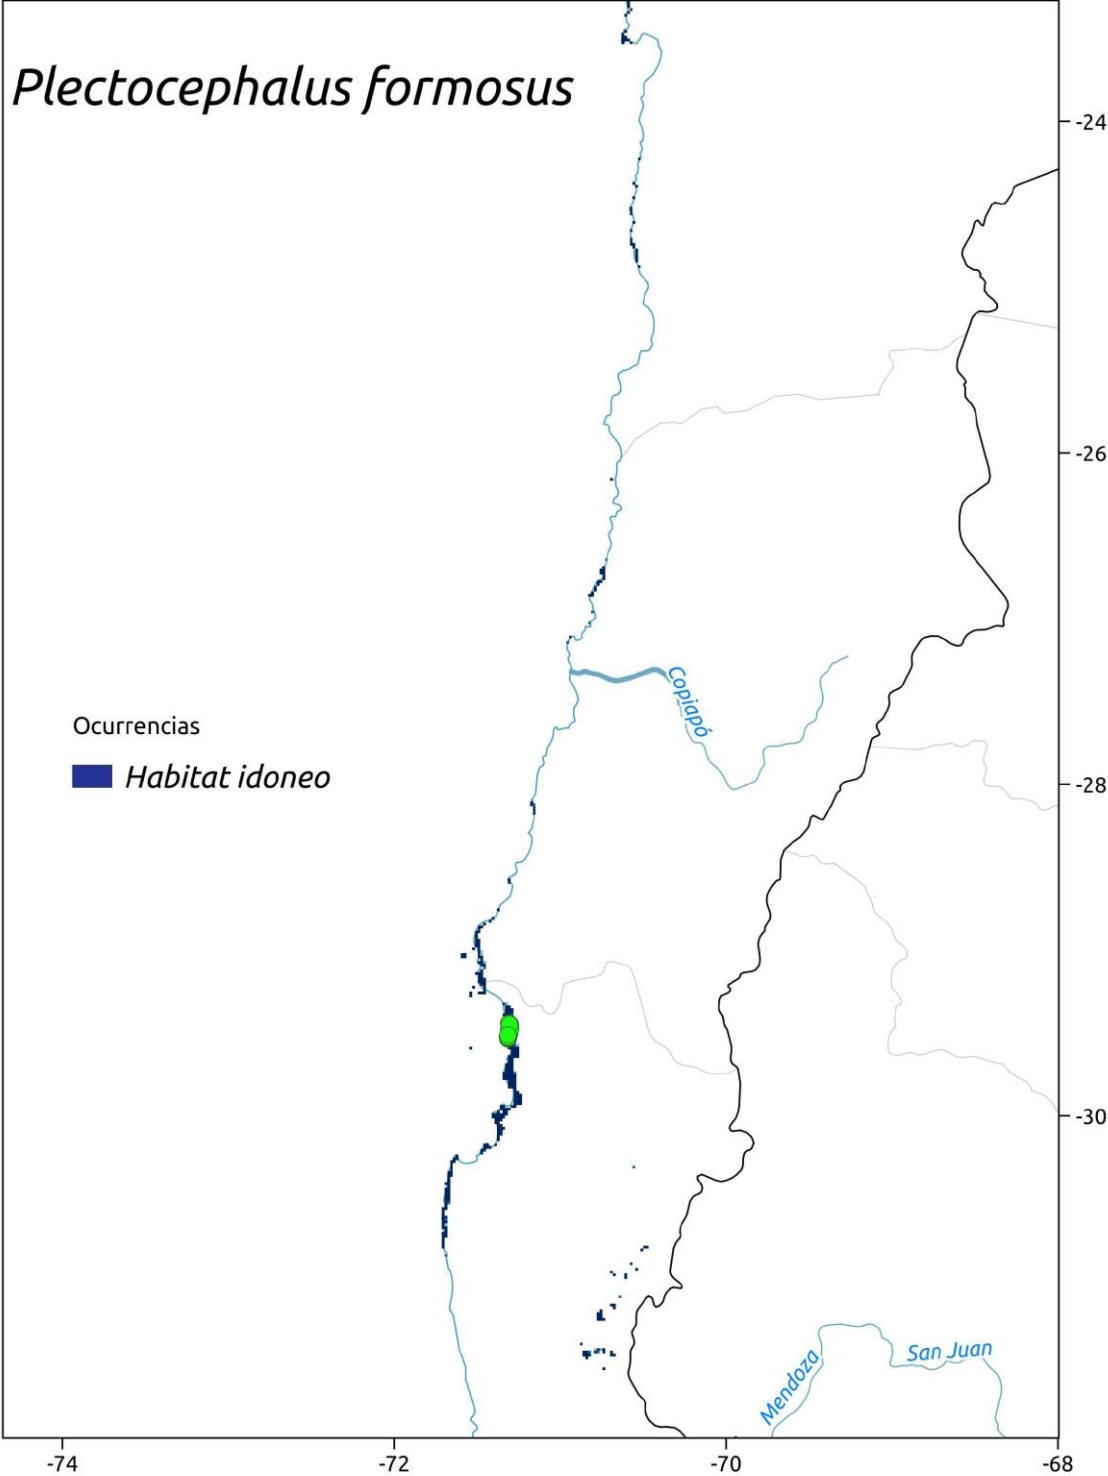 Plectocephalus formosus
-24
-26
Copiapó
Ocurrencias
Habitat idoneo
-28
-30
Mendoza
San Juan
-74
-72
-70
-68